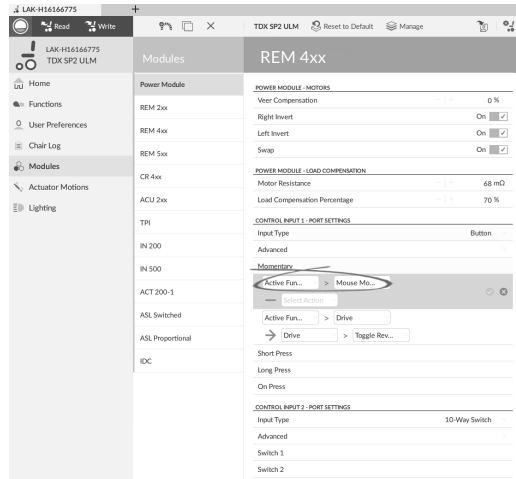 LAK-H16166775
Read
Write
TDX SP2 ULM
Reset to Default
Manage
LAK-H16166775
TDX SP2 ULM
Home
Functions
User Preferences
Chair Log
Modules
Actuator Motions
Lighting
Modules
Power Module
REM 2xx
REM 4xx
REM 5xx
CR 4xx
ACU 2xx
TPI
IN 200
IN 500
ACT 200-1
ASL Switched
ASL Proportional
IDC
REM 4xx
POWER MODULE - MOTORS
Veer Compensation 0 %
Right Invert On
Left Invert On
Swap On
POWER MODULE - LOAD COMPENSATION
Motor Resistance 68 mΩ
Load Compensation Percentage 70 %
CONTROL INPUT 1 - PORT SETTINGS
Input Type Button
Advanced
Momentary
Active Fun... > Mouse Mo...
Select Action
Active Fun... > Drive
→ Drive > Toggle Rev...
Short Press
Long Press
On Press
CONTROL INPUT 2 - PORT SETTINGS
Input Type 10-Way Switch
Advanced
Switch 1
Switch 2